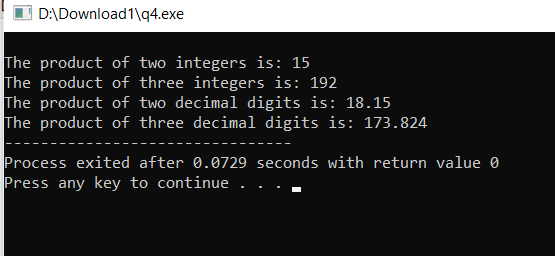 D:\Download1\q4.exe
The product of two integers is: 15
The product of three integers is: 192
The product of two decimal digits is: 18.15
The product of three decimal digits is: 173.824
--------------------------------
Process exited after 0.0729 seconds with return value 0
Press any key to continue . . .